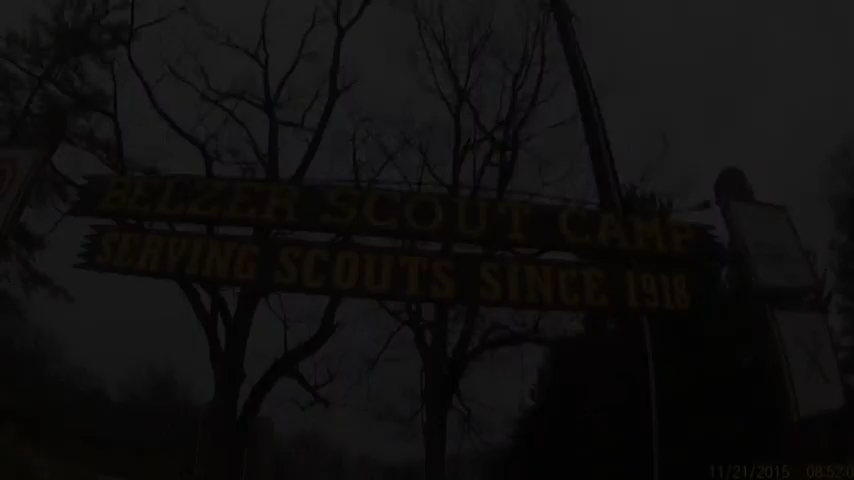 BELZER SCOUT CAMP
SERVING SCOUTS SINCE 1918
11/21/2015 08:52:0